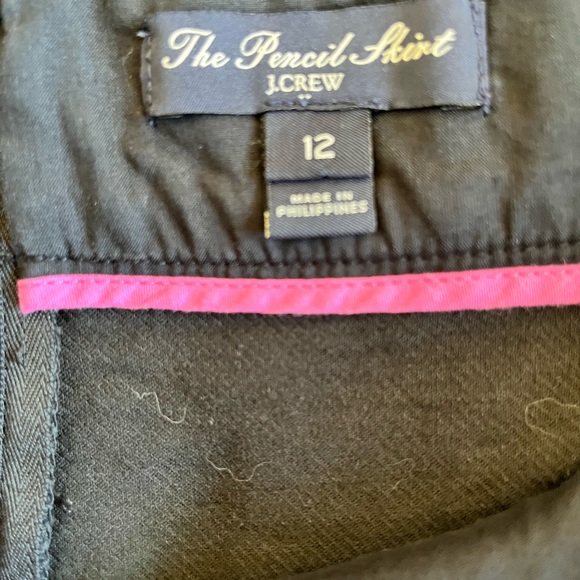 The Pencil Skirt
J.CREW
12
MADE IN
PHILIPPINES